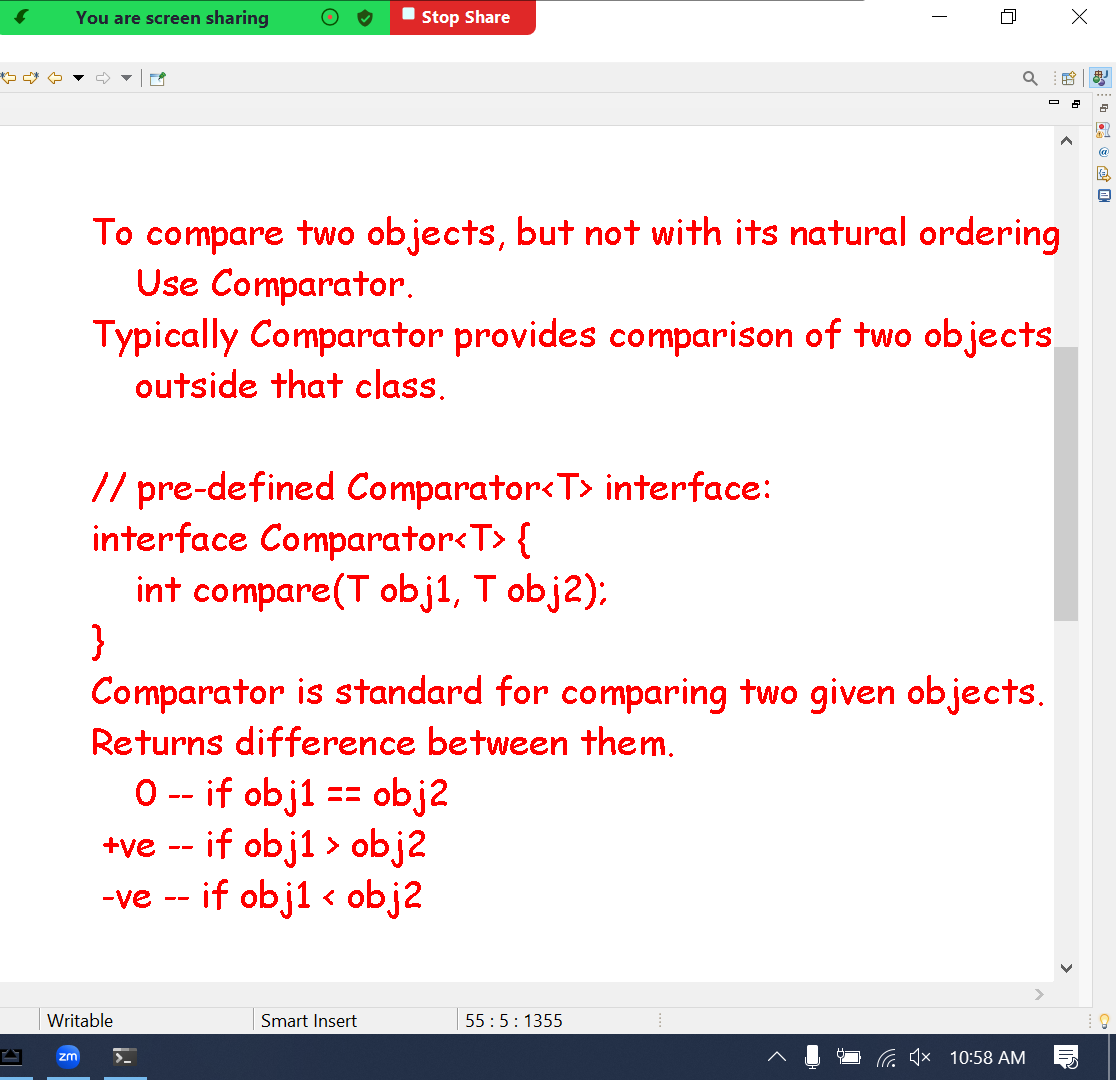 You are screen sharing
Stop Share
To compare two objects, but not with its natural ordering
Use Comparator.
Typically Comparator provides comparison of two objects
outside that class.
// pre-defined Comparator<T> interface:
interface Comparator<T> {
int compare(T obj1, T obj2);
}
Comparator is standard for comparing two given objects.
Returns difference between them.
0 -- if obj1 == obj2
+ve -- if obj1 > obj2
-ve -- if obj1 < obj2
Writable
Smart Insert
55 : 5 : 1355
zm
10:58 AM